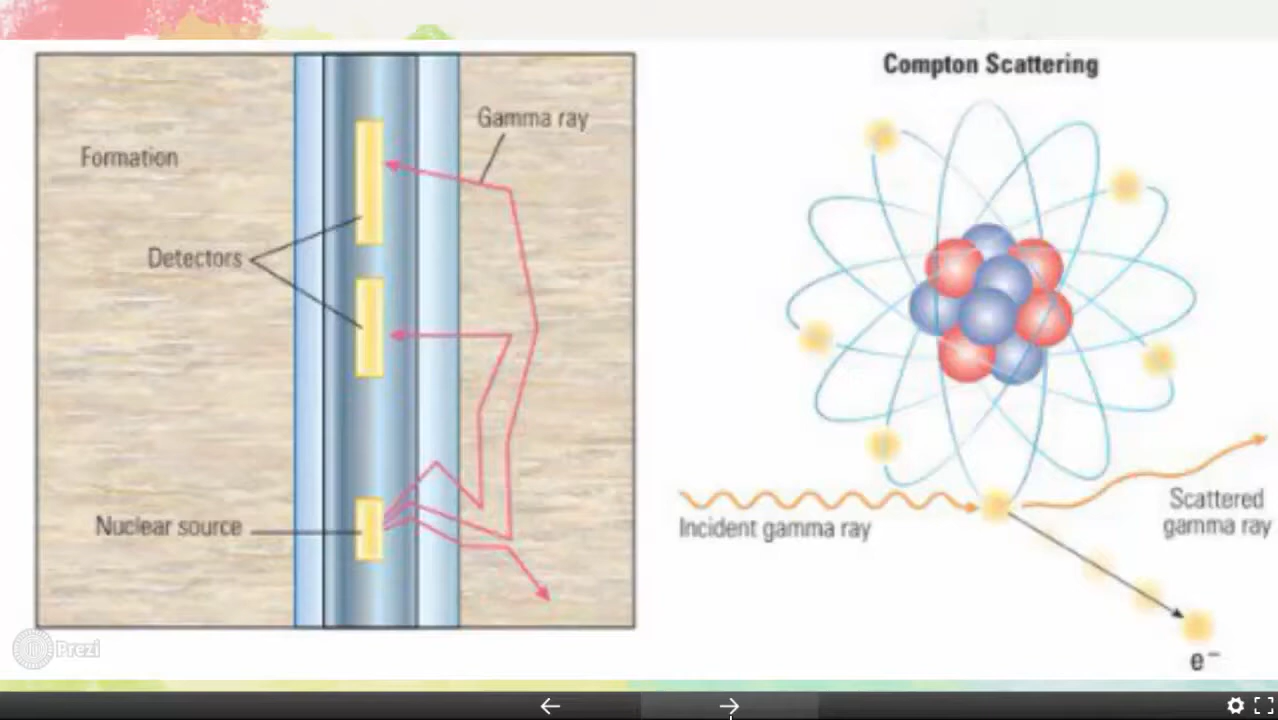 Compton Scattering
Gamma ray
Formation
Detectors
Nuclear source
Incident gamma ray
Scattered
gamma ray
e⁻
Prezi